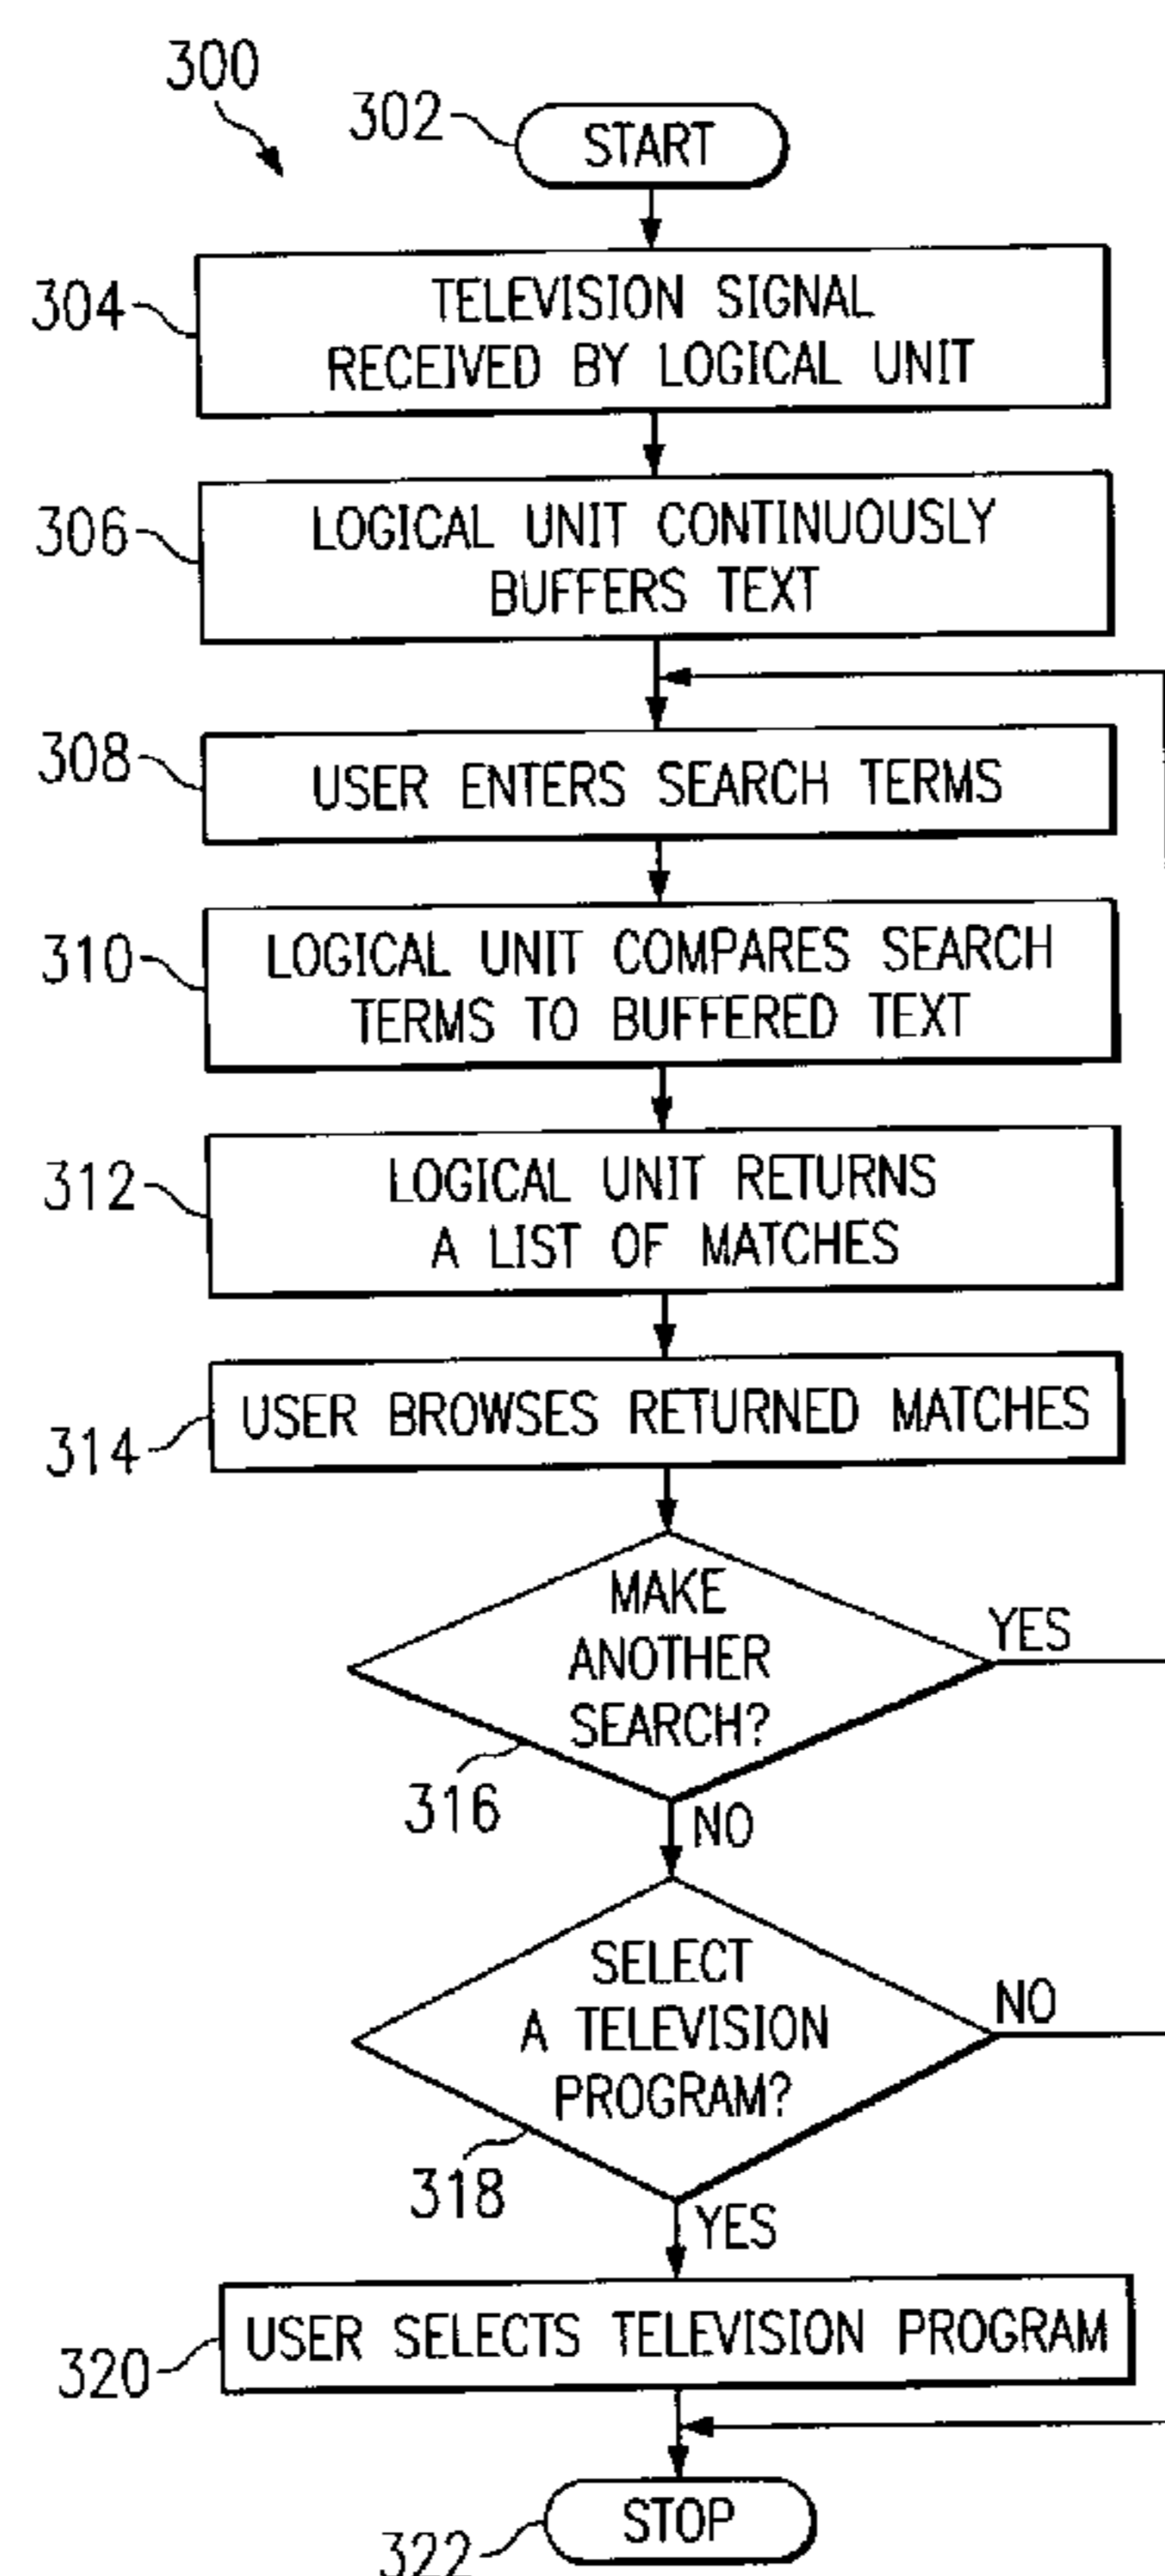 300
302
START
304
TELEVISION SIGNAL
RECEIVED BY LOGICAL UNIT
306
LOGICAL UNIT CONTINUOUSLY
BUFFERS TEXT
308
USER ENTERS SEARCH TERMS
310
LOGICAL UNIT COMPARES SEARCH
TERMS TO BUFFERED TEXT
312
LOGICAL UNIT RETURNS
A LIST OF MATCHES
314
USER BROWSES RETURNED MATCHES
MAKE
ANOTHER
SEARCH?
YES
316
NO
SELECT
A TELEVISION
PROGRAM?
NO
318
YES
320
USER SELECTS TELEVISION PROGRAM
STOP
322